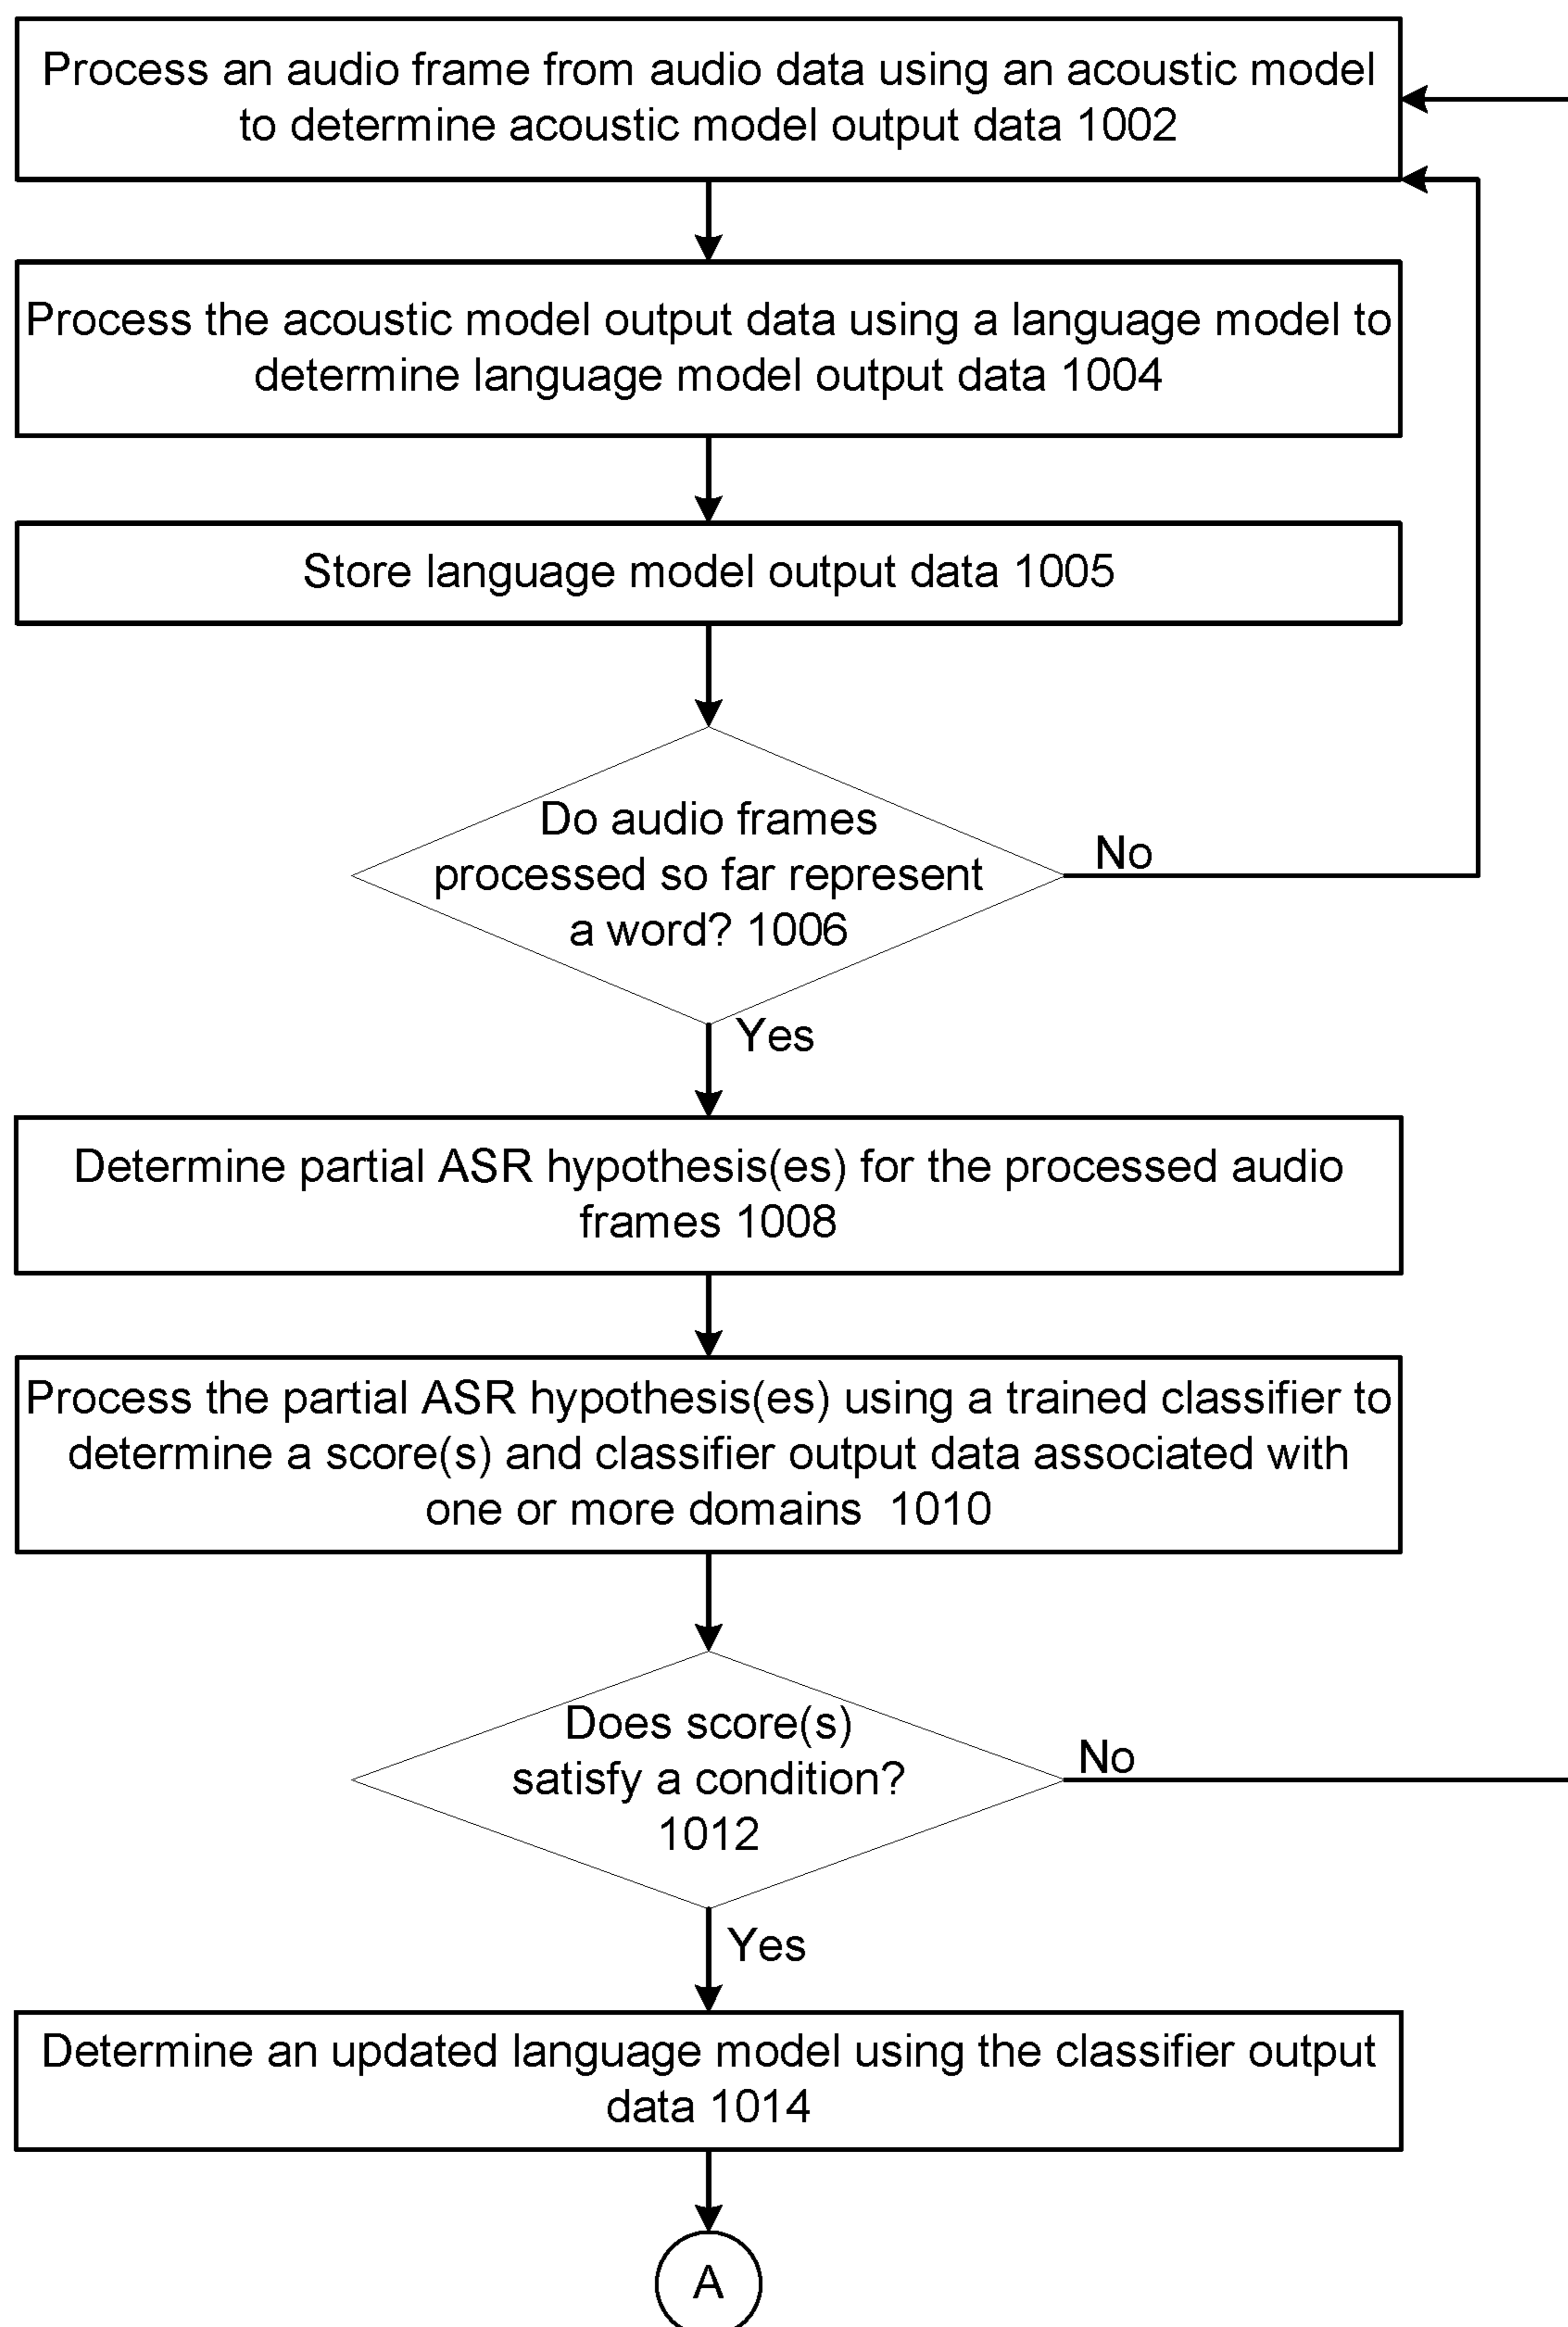 Process an audio frame from audio data using an acoustic model
to determine acoustic model output data 1002
Process the acoustic model output data using a language model to
determine language model output data 1004
Store language model output data 1005
Do audio frames
processed so far represent
a word? 1006
No
Yes
Determine partial ASR hypothesis(es) for the processed audio
frames 1008
Process the partial ASR hypothesis(es) using a trained classifier to
determine a score(s) and classifier output data associated with
one or more domains 1010
Does score(s)
satisfy a condition?
1012
No
Yes
Determine an updated language model using the classifier output
data 1014
A